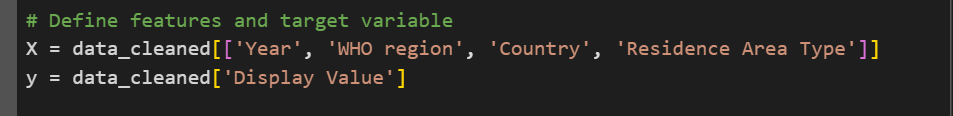 # Define features and target variable
X = data_cleaned[['Year', 'WHO region', 'Country', 'Residence Area Type']]
y = data_cleaned['Display Value']